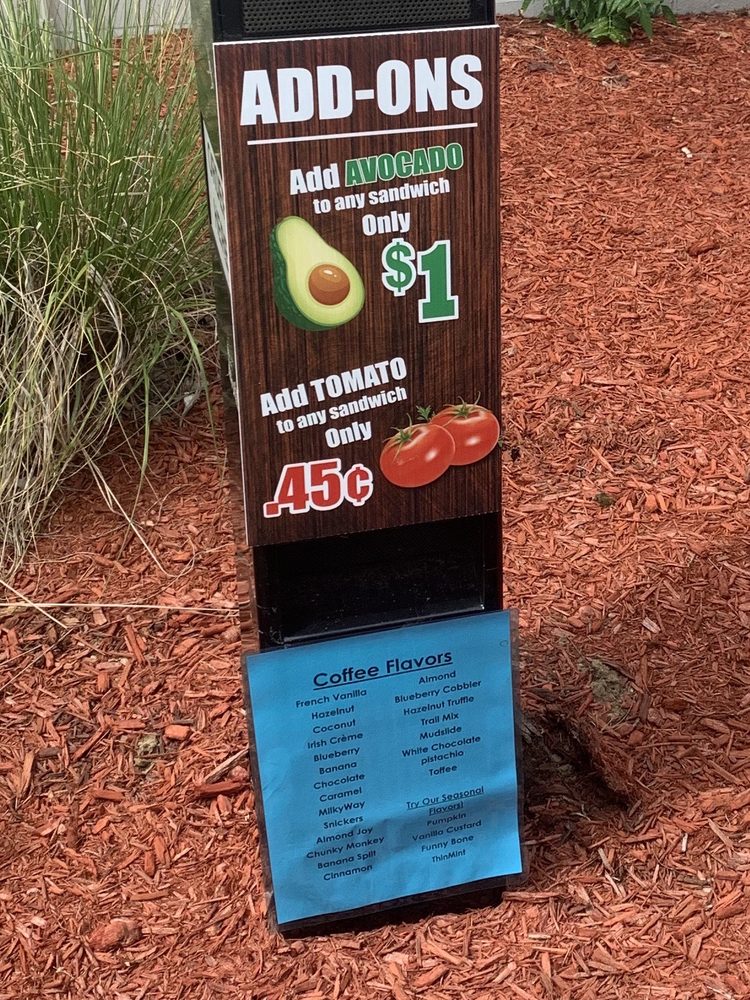 ADD-ONS
Add AVOCADO
to any sandwich
Only
$1
Add TOMATO
to any sandwich
Only
.45¢
Coffee Flavors
French Vanilla
Hazelnut
Coconut
Irish Crème
Blueberry
Banana
Chocolate
Caramel
MilkyWay
Snickers
Almond Joy
Chunky Monkey
Banana Split
Cinnamon
Almond
Blueberry Cobbler
Hazelnut Truffle
Trail Mix
Mudslide
White Chocolate
pistachio
Toffee
Try Our Seasonal
Flavors!
Pumpkin
Vanilla Custard
Funny Bone
ThinMint